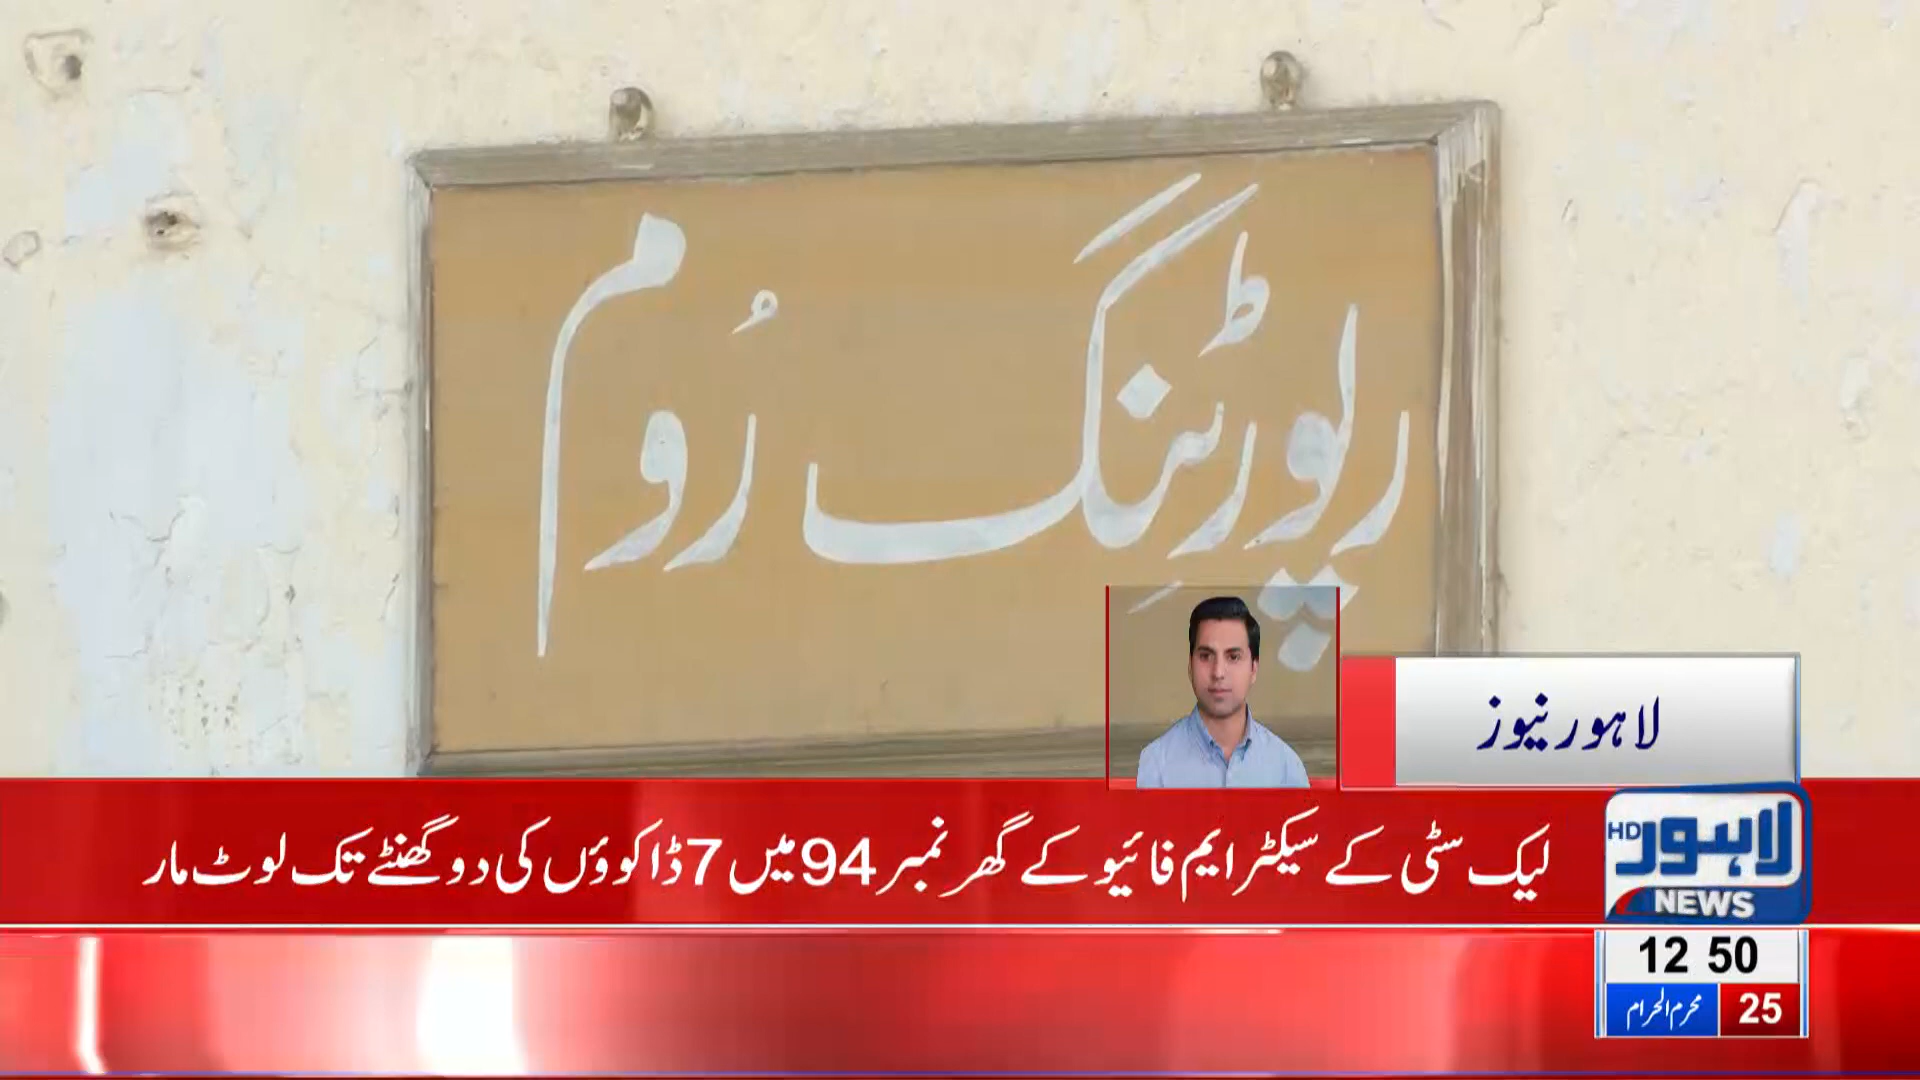 رپورٹنگ رُوم
لاہور نیوز
لیک سٹی کے سیکٹر ایم فائیو کے گھر نمبر 94 میں 7 ڈاکوؤں کی دو گھنٹے تک لوٹ مار
لاہور HD
NEWS
12 50
محرم الحرام 25